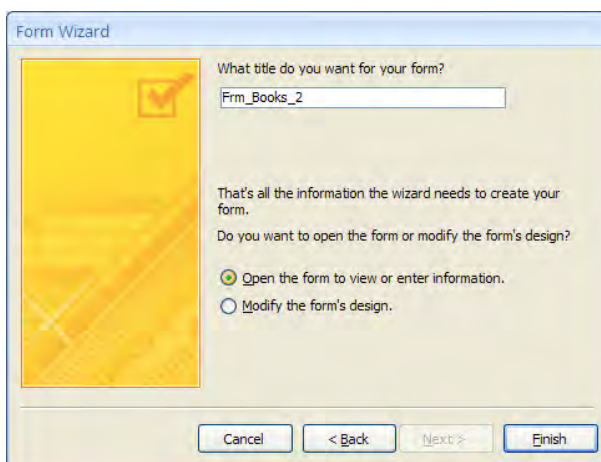 Form Wizard
What title do you want for your form?
Frm_Books_2
That's all the information the wizard needs to create your
form.
Do you want to open the form or modify the form's design?
Open the form to view or enter information.
Modify the form's design.
Cancel
< Back
Next >
Finish